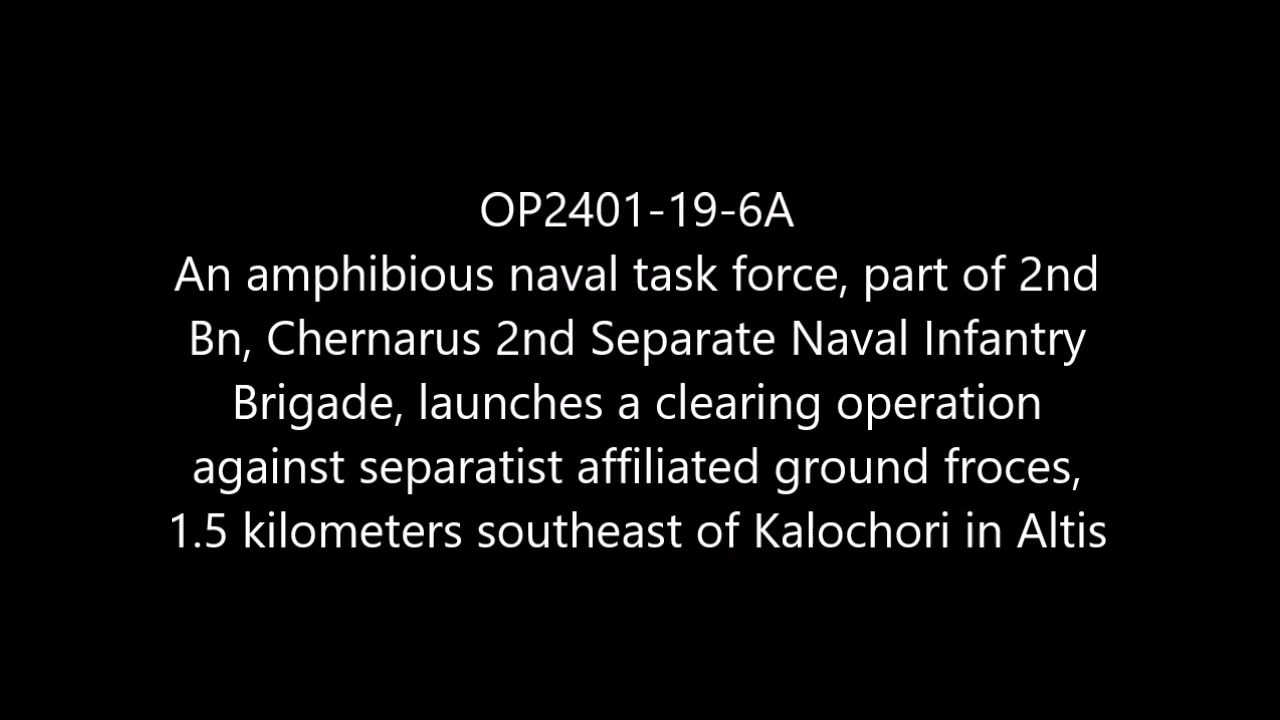 OP2401-19-6A
An amphibious naval task force, part of 2nd
Bn, Chernarus 2nd Separate Naval Infantry
Brigade, launches a clearing operation
against separatist affiliated ground froces,
1.5 kilometers southeast of Kalochori in Altis